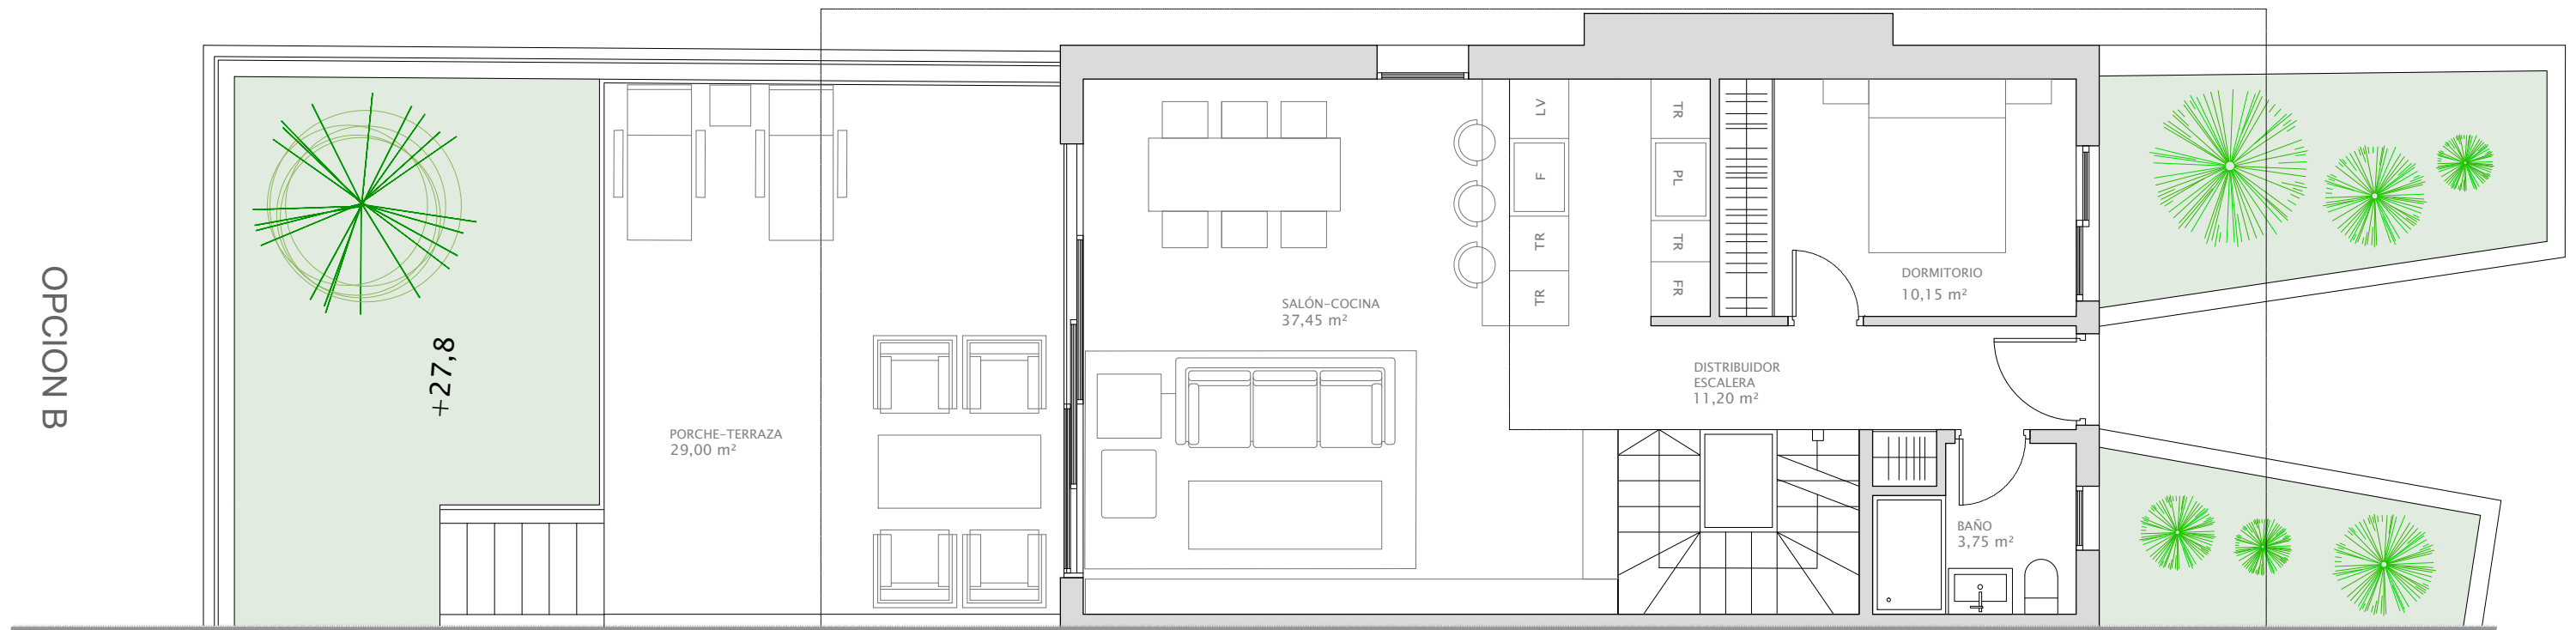 OPCION B
+27,8
PORCHE-TERRAZA
29,00 m²
SALÓN-COCINA
37,45 m²
LV
F
TR
TR
TR
PL
TR
FR
DORMITORIO
10,15 m²
DISTRIBUIDOR
ESCALERA
11,20 m²
BAÑO
3,75 m²